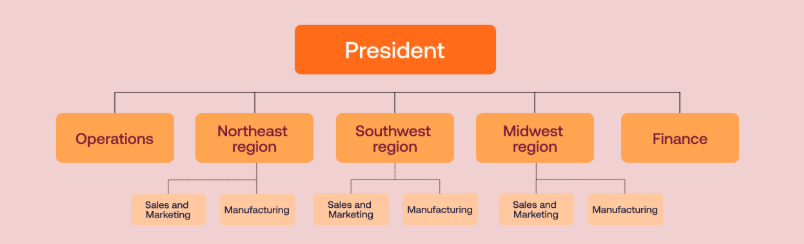 President
Operations
Northeast
region
Southwest
region
Midwest
region
Finance
Sales and
Marketing
Manufacturing
Sales and
Marketing
Manufacturing
Sales and
Marketing
Manufacturing